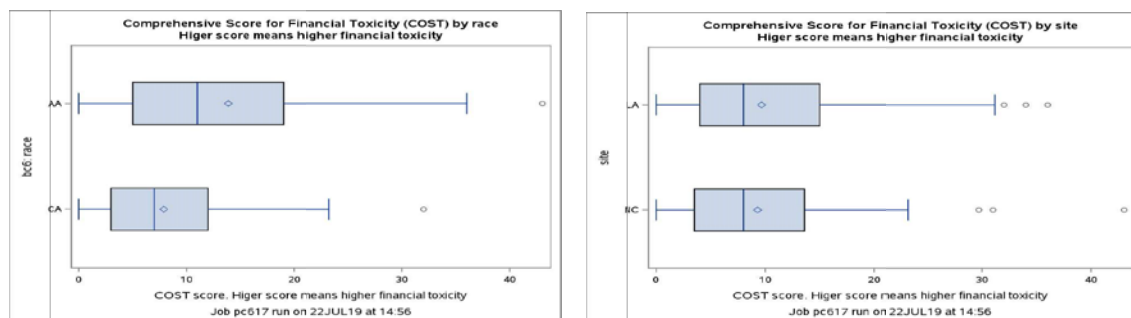 Comprehensive Score for Financial Toxicity (COST) by race
Higer score means higher financial toxicity
AA
bc6: race
CA
0 10 20 30 40
COST score. Higer score means higher financial toxicity
Job pc617 run on 22JUL19 at 14:56
Comprehensive Score for Financial Toxicity (COST) by site
Higer score means higher financial toxicity
LA
site
NC
0 10 20 30 40
COST score. Higer score means higher financial toxicity
Job pc617 run on 22JUL19 at 14:56